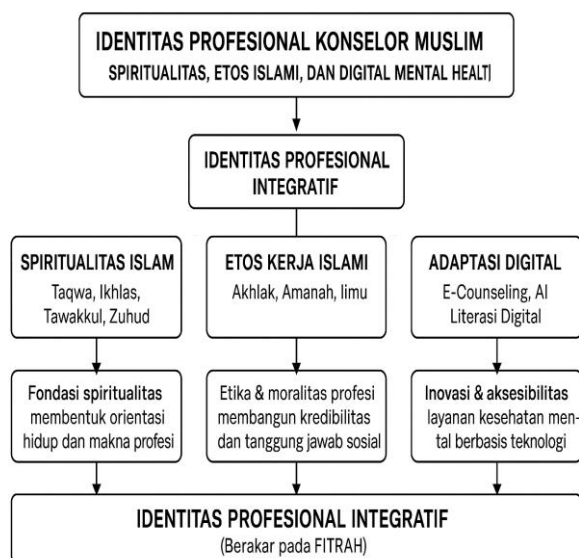 IDENTITAS PROFESIONAL KONSELOR MUSLIM
SPIRITUALITAS, ETOS ISLAMI, DAN DIGITAL MENTAL HEALT
IDENTITAS PROFESIONAL
INTEGRATIF
SPIRITUALITAS ISLAM
Taqwa, Ikhlas,
Tawakkul, Zuhud
ETOS KERJA ISLAMI
Akhlak, Amanah, Iimu
ADAPTASI DIGITAL
E-Counseling, AI
Literasi Digital
Fondasi spiritualitas
membentuk orientasi
hidup dan makna profesi
Etika & moralitas profesi
membangun kredibilitas
dan tanggung jawab sosial
Inovasi & aksesibilitas
layanan kesehatan men-
tal berbasis teknologi
IDENTITAS PROFESIONAL INTEGRATIF
(Berakar pada FITRAH)